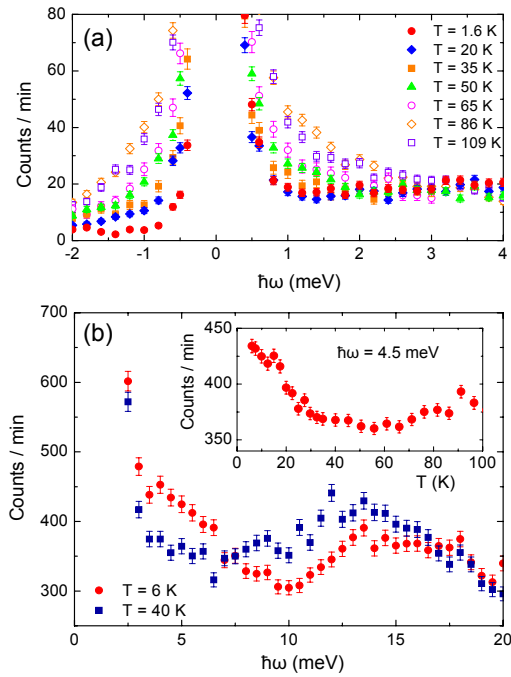 (a)
Counts / min
80
60
40
20
0
T = 1.6 K
T = 20 K
T = 35 K
T = 50 K
T = 65 K
T = 86 K
T = 109 K
-2 -1 0 1 2 3 4
ħω (meV)
(b)
Counts / min
700
600
500
400
300
450
425
400
375
350
Counts / min
ħω = 4.5 meV
0 20 40 60 80 100
T (K)
T = 6 K
T = 40 K
0 5 10 15 20
ħω (meV)